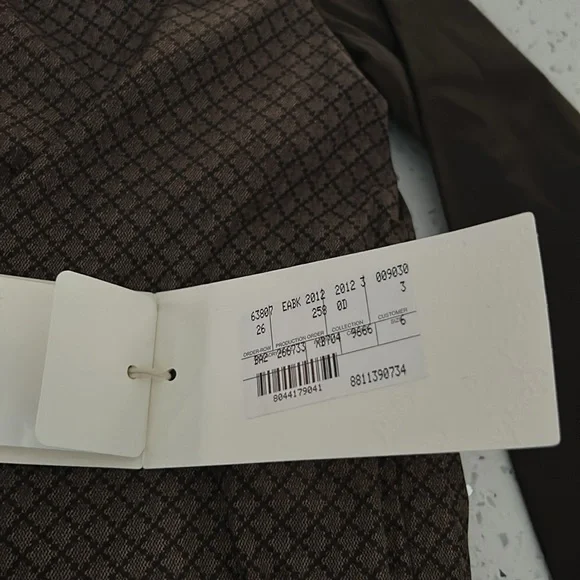 63807 EABK 2012 2012 3 009030
26 258 0D 3
ORDER-ROW PRODUCTION ORDER COLLECTION CUSTOMER
BA2 266733 XB704 9666 6
8044179041 8811390734